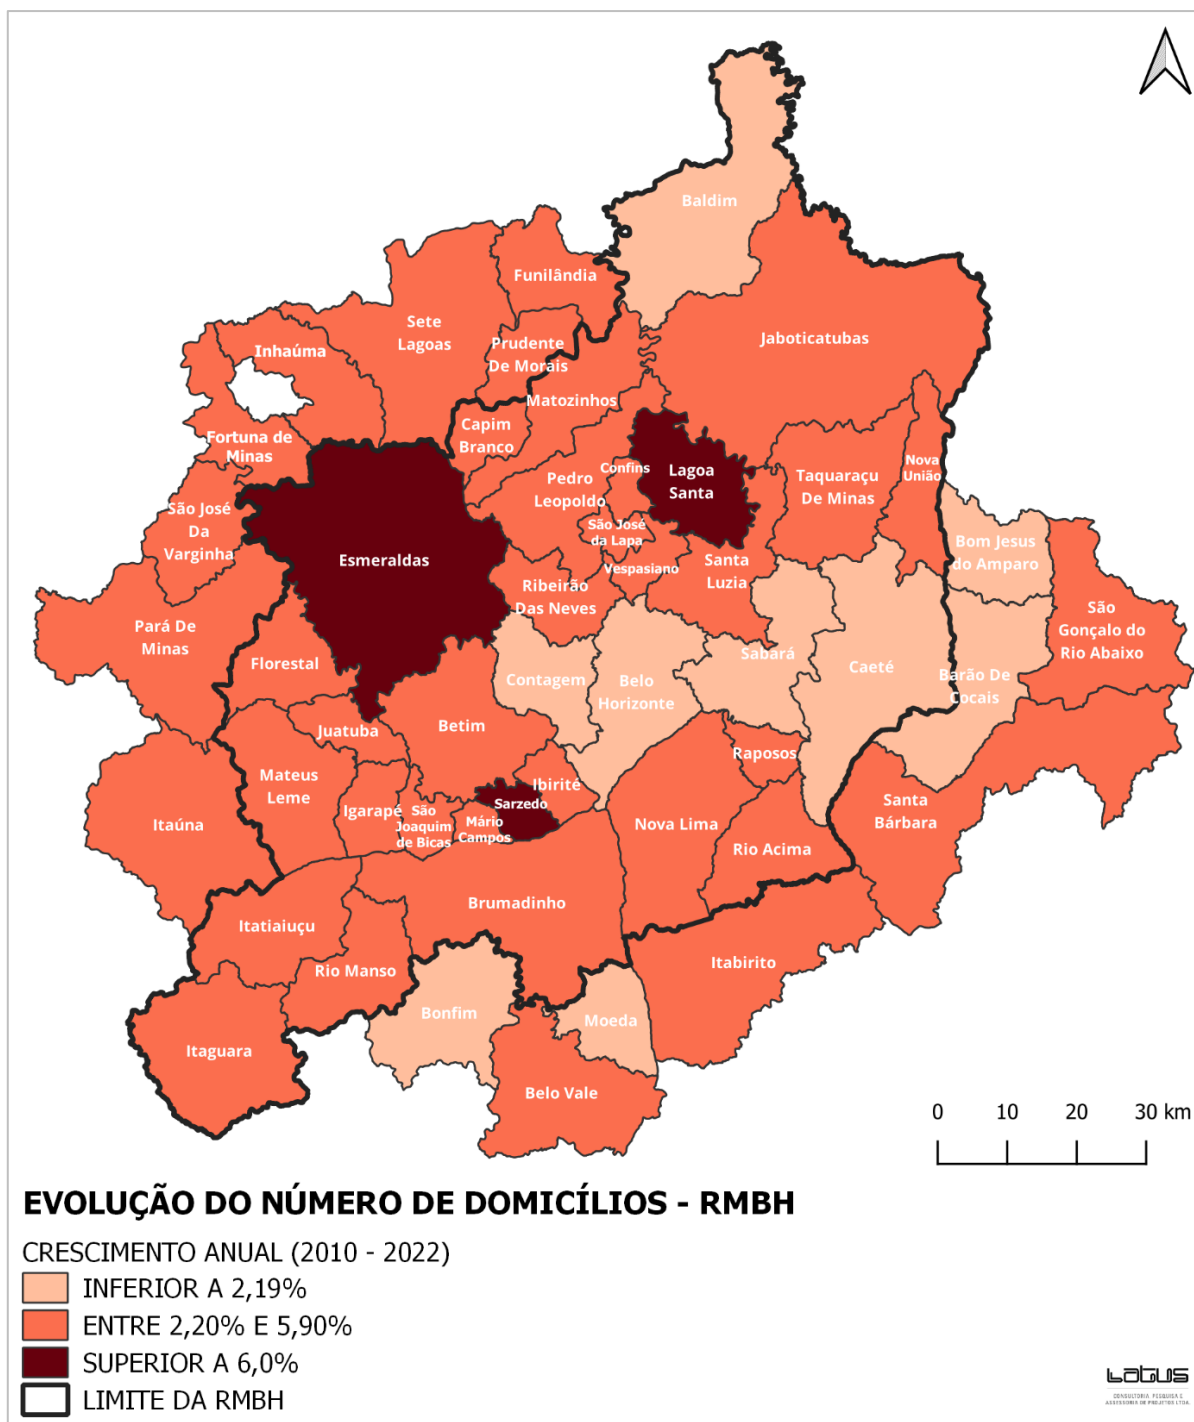 Baldim
Funilândia
Sete
Lagoas
Jaboticatubas
Inhaúma
Prudente
De Morais
Matozinhos
Capim
Branco
Fortuna de
Minas
Confins
Lagoa
Santa
Nova
União
Pedro
Leopoldo
Taquaraçu
De Minas
São José
Da
Varginha
São José
da Lapa
Esmeraldas
Vespasiano
Santa
Luzia
Bom Jesus
do Amparo
Ribeirão
Das Neves
São
Gonçalo do
Rio Abaixo
Pará De
Minas
Florestal
Sabará
Caeté
Contagem
Belo
Horizonte
Barão De
Cocais
Juatuba
Betim
Raposos
Mateus
Leme
Ibirité
Sarzedo
Igarapé
São
Joaquim
de Bicas
Mário
Campos
Itaúna
Nova Lima
Santa
Bárbara
Rio Acima
Brumadinho
Itatiaiuçu
Rio Manso
Itabirito
Bonfim
Moeda
Itaguara
Belo Vale
0 10 20 30 km
EVOLUÇÃO DO NÚMERO DE DOMICÍLIOS - RMBH
CRESCIMENTO ANUAL (2010 - 2022)
INFERIOR A 2,19%
ENTRE 2,20% E 5,90%
SUPERIOR A 6,0%
LIMITE DA RMBH
Latus
CONSULTORIA, PESQUISA E
ASSESSORIA DE PROJETOS LTDA.